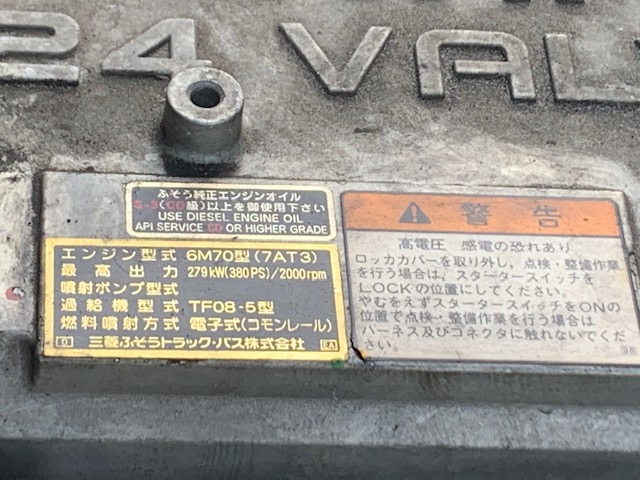 24 VAL
ふそう純正エンジンオイル
S-3(CD級)以上を御使用下さい
USE DIESEL ENGINE OIL
API SERVICE CD OR HIGHER GRADE
エンジン型式 6M70型(7AT3)
最高出力 279kW(380PS)/2000rpm
噴射ポンプ型式
過給機型式 TF08-5型
燃料噴射方式 電子式(コモンレール)
D 三菱ふそうトラック・バス株式会社 EA
警告
高電圧 感電の恐れあり
ロッカカバーを取り外し,点検・整備作業
を行う場合は,スタータースイッチを
LOCKの位置にしてください。
やむをえずスタータースイッチをONの
位置で点検・整備作業を行う場合は
ハーネス及びコネクタに触れないでくだ
さい。